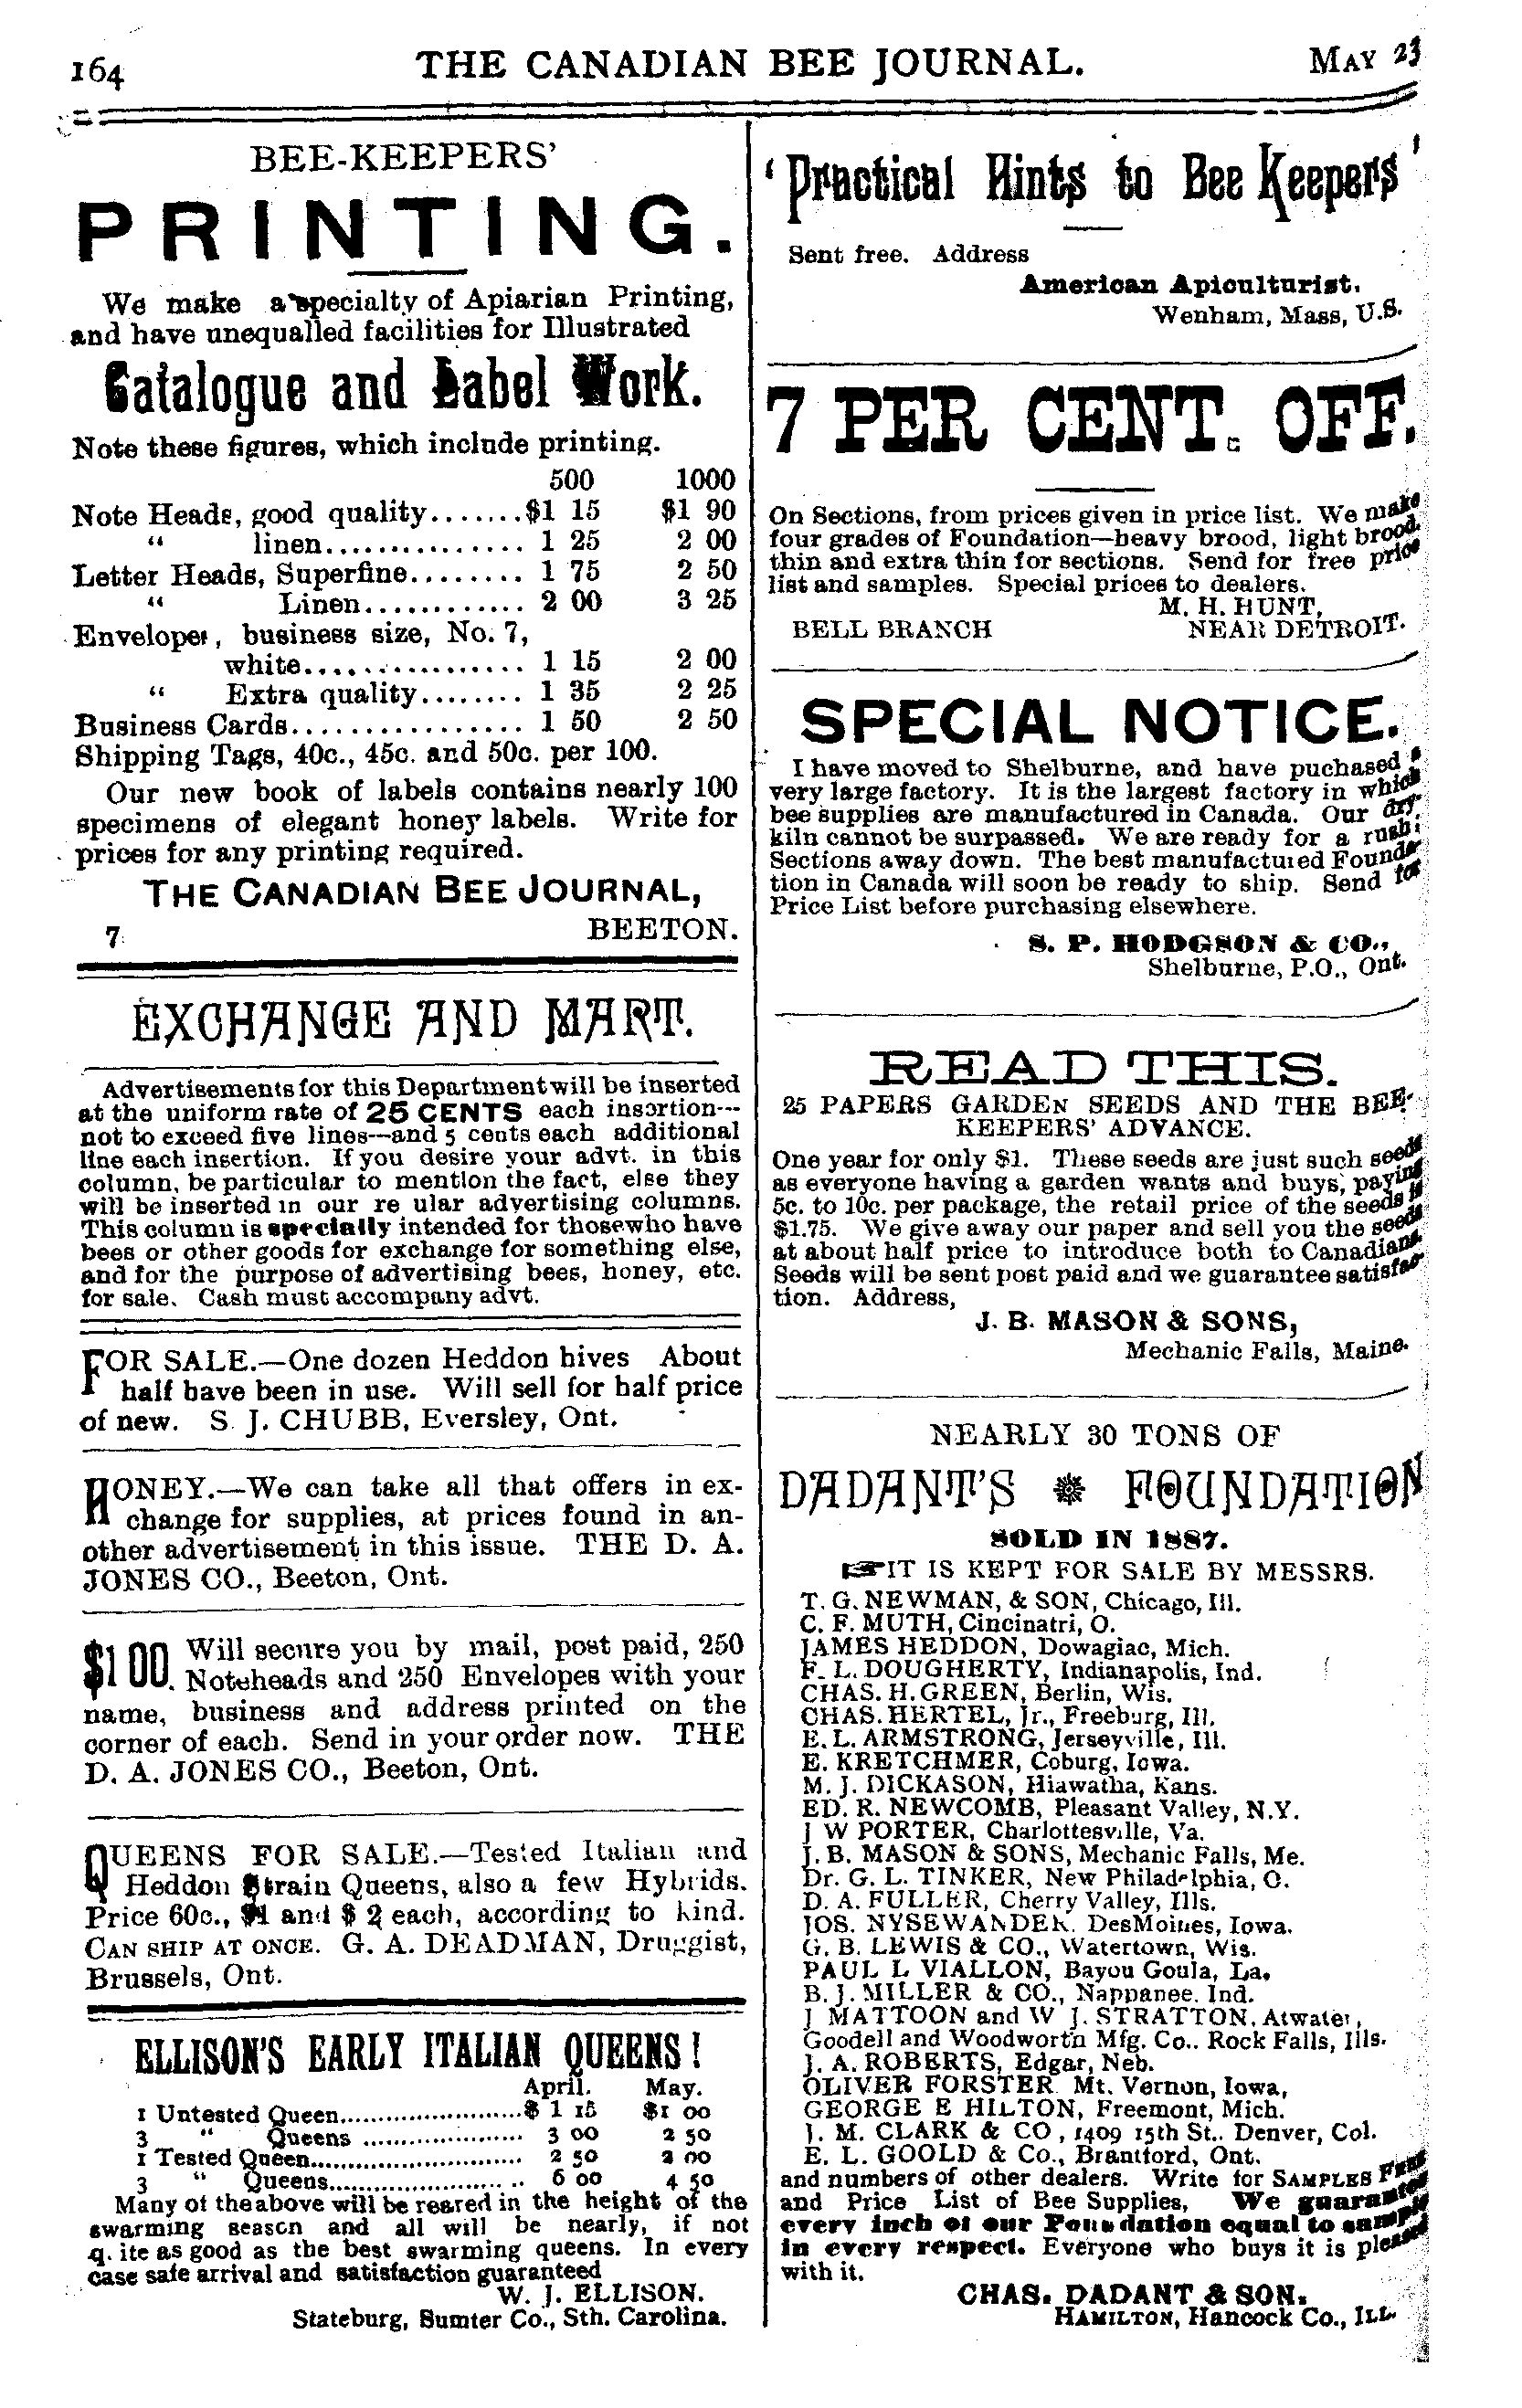 164 THE CANADIAN BEE JOURNAL. MAY 23
BEE-KEEPERS'
PRINTING.
We make a specialty of Apiarian Printing,
and have unequalled facilities for Illustrated
Catalogue and Label Work.
Note these figures, which include printing.
500 1000
Note Heads, good quality.......$1 15 $1 90
“ linen............... 1 25 2 00
Letter Heads, Superfine........ 1 75 2 50
“ Linen............ 2 00 3 25
Envelopes, business size, No. 7,
white................. 1 15 2 00
“ Extra quality........ 1 35 2 25
Business Cards................ 1 50 2 50
Shipping Tags, 40c., 45c. and 50c. per 100.
Our new book of labels contains nearly 100
specimens of elegant honey labels. Write for
prices for any printing required.
THE CANADIAN BEE JOURNAL,
7 BEETON.
EXCHANGE AND MART.
Advertisements for this Department will be inserted
at the uniform rate of 25 CENTS each insertion---
not to exceed five lines—and 5 cents each additional
line each insertion. If you desire your advt. in this
column, be particular to mention the fact, else they
will be inserted in our re ular advertising columns.
This column is specially intended for those who have
bees or other goods for exchange for something else,
and for the purpose of advertising bees, honey, etc.
for sale. Cash must accompany advt.
FOR SALE.—One dozen Heddon hives About
half have been in use. Will sell for half price
of new. S. J. CHUBB, Eversley, Ont.
HONEY.—We can take all that offers in ex-
change for supplies, at prices found in an-
other advertisement in this issue. THE D. A.
JONES CO., Beeton, Ont.
$1 00. Will secure you by mail, post paid, 250
Noteheads and 250 Envelopes with your
name, business and address printed on the
corner of each. Send in your order now. THE
D. A. JONES CO., Beeton, Ont.
QUEENS FOR SALE.—Tested Italian and
Heddon Strain Queens, also a few Hybrids.
Price 60c., $1 and $ 2 each, according to kind.
CAN SHIP AT ONCE. G. A. DEADMAN, Druggist,
Brussels, Ont.
ELLISON'S EARLY ITALIAN QUEENS!
April. May.
1 Untested Queen........................$ 1 15 $1 00
3 “ Queens ..................... 3 00 2 50
1 Tested Queen........................... 2 50 2 00
3 “ Queens......................... 6 00 4 50
Many of the above will be reared in the height of the
swarming season and all will be nearly, if not
q. ite as good as the best swarming queens. In every
case safe arrival and satisfaction guaranteed
W. J. ELLISON.
Stateburg, Sumter Co., Sth. Carolina.
'Practical Hints to Bee Keepers'
Sent free. Address
American Apiculturist.
Wenham, Mass, U.S.
7 PER CENT. OFF.
On Sections, from prices given in price list. We make
four grades of Foundation—heavy brood, light brood,
thin and extra thin for sections. Send for free price
list and samples. Special prices to dealers.
M. H. HUNT,
BELL BRANCH NEAR DETROIT.
SPECIAL NOTICE.
I have moved to Shelburne, and have puchased a
very large factory. It is the largest factory in which
bee supplies are manufactured in Canada. Our dry.
kiln cannot be surpassed. We are ready for a rush.
Sections away down. The best manufactured Founda-
tion in Canada will soon be ready to ship. Send for
Price List before purchasing elsewhere.
S. P. HODGSON & CO.,
Shelburne, P.O., Ont.
READ THIS.
25 PAPERS GARDEN SEEDS AND THE BEE-
KEEPERS' ADVANCE.
One year for only $1. These seeds are just such seeds
as everyone having a garden wants and buys, paying
5c. to 10c. per package, the retail price of the seeds is
$1.75. We give away our paper and sell you the seeds
at about half price to introduce both to Canadians.
Seeds will be sent post paid and we guarantee satisfac-
tion. Address,
J. B. MASON & SONS,
Mechanic Falls, Maine.
NEARLY 30 TONS OF
DADANT'S ❋ FOUNDATION
SOLD IN 1887.
☞IT IS KEPT FOR SALE BY MESSRS.
T. G. NEWMAN, & SON, Chicago, Ill.
C. F. MUTH, Cincinatri, O.
JAMES HEDDON, Dowagiac, Mich.
F. L. DOUGHERTY, Indianapolis, Ind.
CHAS. H. GREEN, Berlin, Wis.
CHAS. HERTEL, Jr., Freeburg, Ill.
E. L. ARMSTRONG, Jerseyville, Ill.
E. KRETCHMER, Coburg, Iowa.
M. J. DICKASON, Hiawatha, Kans.
ED. R. NEWCOMB, Pleasant Valley, N.Y.
J W PORTER, Charlottesville, Va.
J. B. MASON & SONS, Mechanic Falls, Me.
Dr. G. L. TINKER, New Philadelphia, O.
D. A. FULLER, Cherry Valley, Ills.
JOS. NYSEWANDER. DesMoines, Iowa.
G. B. LEWIS & CO., Watertown, Wis.
PAUL L VIALLON, Bayou Goula, La.
B. J. MILLER & CO., Nappanee. Ind.
J MATTOON and W J. STRATTON. Atwater,
Goodell and Woodworth Mfg. Co.. Rock Falls, Ills.
J. A. ROBERTS, Edgar, Neb.
OLIVER FORSTER Mt. Vernon, Iowa,
GEORGE E HILTON, Freemont, Mich.
J. M. CLARK & CO , 1409 15th St.. Denver, Col.
E. L. GOOLD & Co., Brantford, Ont.
and numbers of other dealers. Write for SAMPLES FREE
and Price List of Bee Supplies, We guarantee
every inch of our Foundation equal to sample
in every respect. Everyone who buys it is pleased
with it.
CHAS. DADANT & SON.
HAMILTON, Hancock Co., ILL.